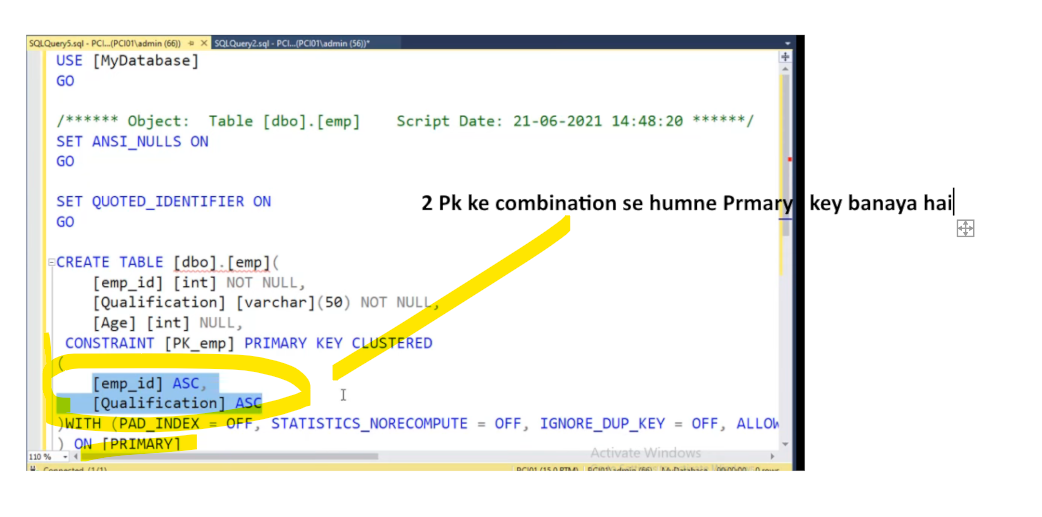 SQLQuery5.sql - PCI...(PCI01\admin (66)) SQLQuery2.sql - PCI...(PCI01\admin (56))*
USE [MyDatabase]
GO
/****** Object:  Table [dbo].[emp]    Script Date: 21-06-2021 14:48:20 ******/
SET ANSI_NULLS ON
GO
SET QUOTED_IDENTIFIER ON
2 Pk ke combination se humne Prmary key banaya hai
GO
CREATE TABLE [dbo].[emp](
[emp_id] [int] NOT NULL,
[Qualification] [varchar](50) NOT NULL,
[Age] [int] NULL,
CONSTRAINT [PK_emp] PRIMARY KEY CLUSTERED
(
[emp_id] ASC,
[Qualification] ASC
)WITH (PAD_INDEX = OFF, STATISTICS_NORECOMPUTE = OFF, IGNORE_DUP_KEY = OFF, ALLOW
) ON [PRIMARY]
Activate Windows
110 %
Connected. (1/1) PCI01 (15.0 RTM) PCI01\admin (66) MyDatabase 00:00:00 0 rows